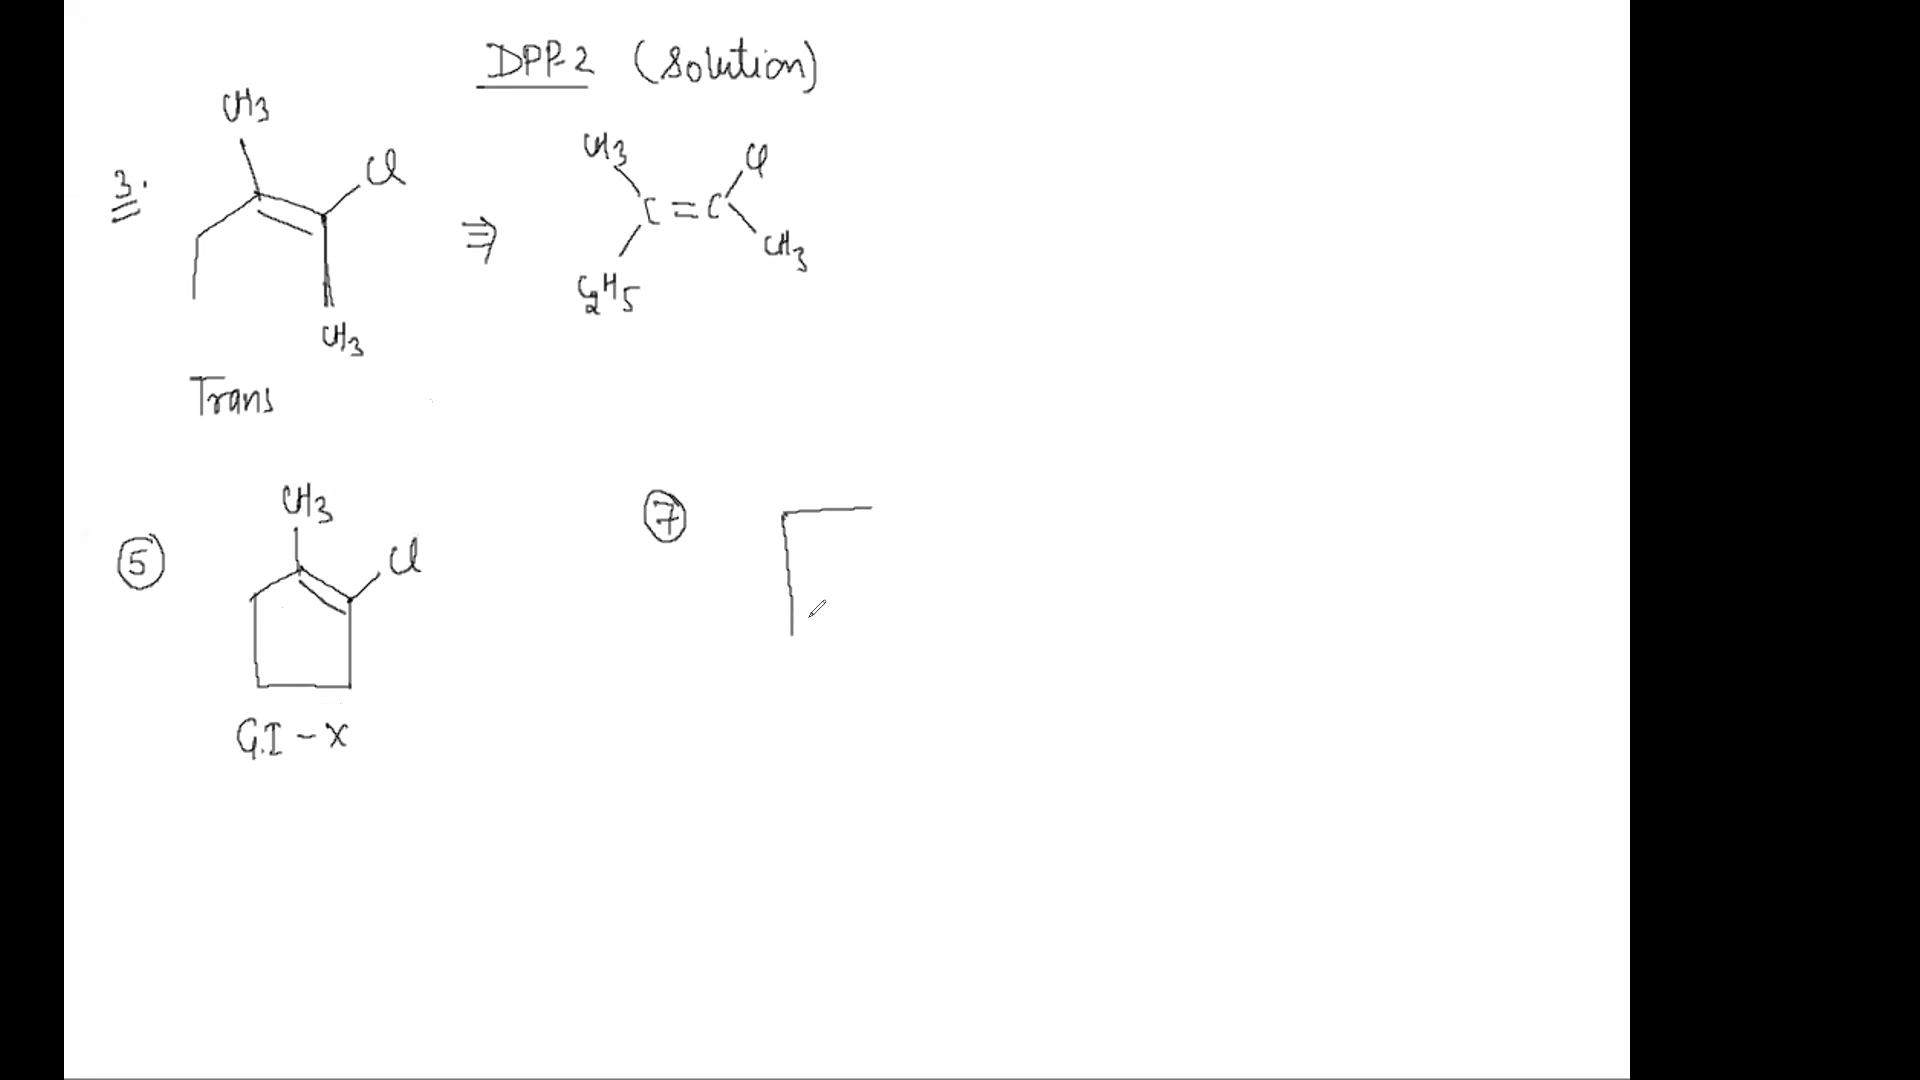 DPP-2 (Solution)
3.
CH3
Cl
CH3
Trans
⇒
CH3
Cl
C=C
C2H5
CH3
5
CH3
Cl
G.I - X
7